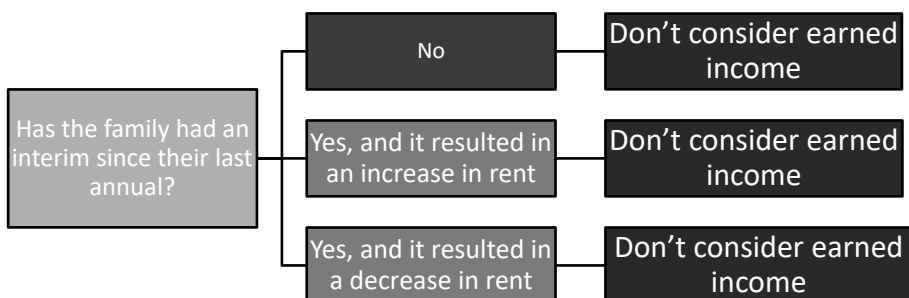 Has the family had an
interim since their last
annual?
No
Don't consider earned
income
Yes, and it resulted in
an increase in rent
Don't consider earned
income
Yes, and it resulted in
a decrease in rent
Don't consider earned
income